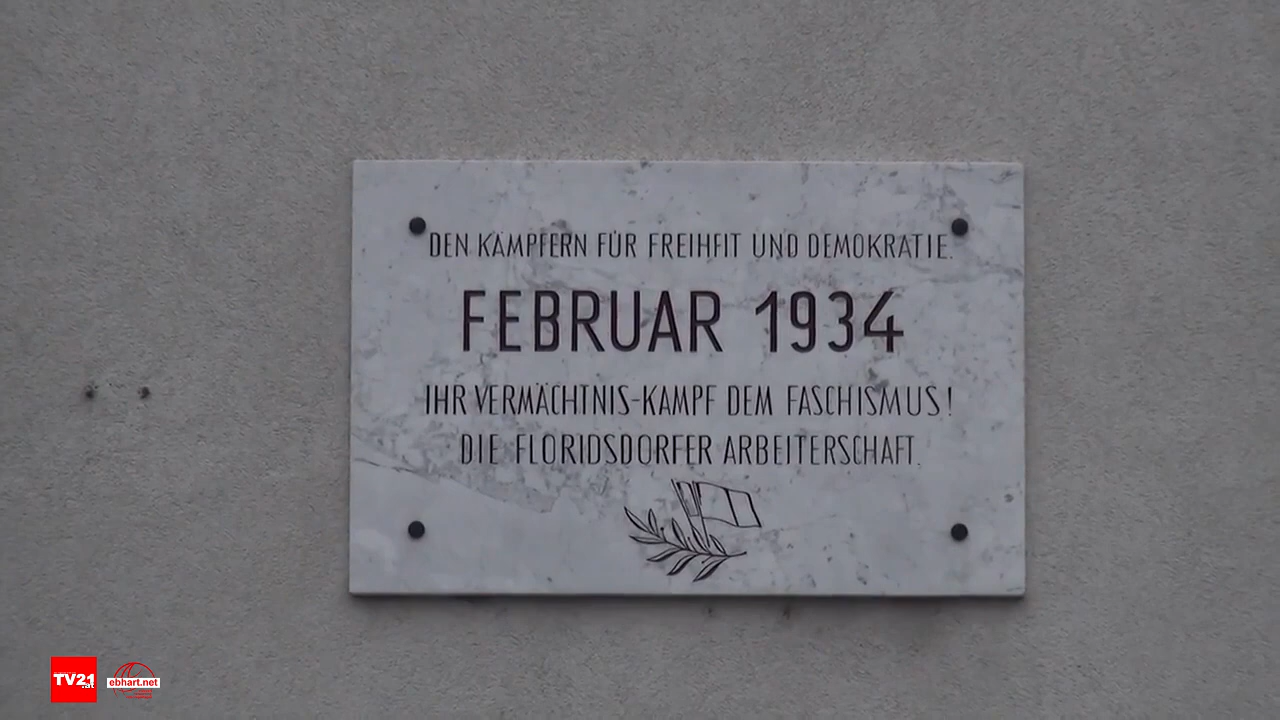 DEN KÄMPFERN FÜR FREIHEIT UND DEMOKRATIE.
FEBRUAR 1934
IHR VERMÄCHTNIS-KAMPF DEM FASCHISMUS!
DIE FLORIDSDORFER ARBEITERSCHAFT.
TV21
.at
ebhart.net